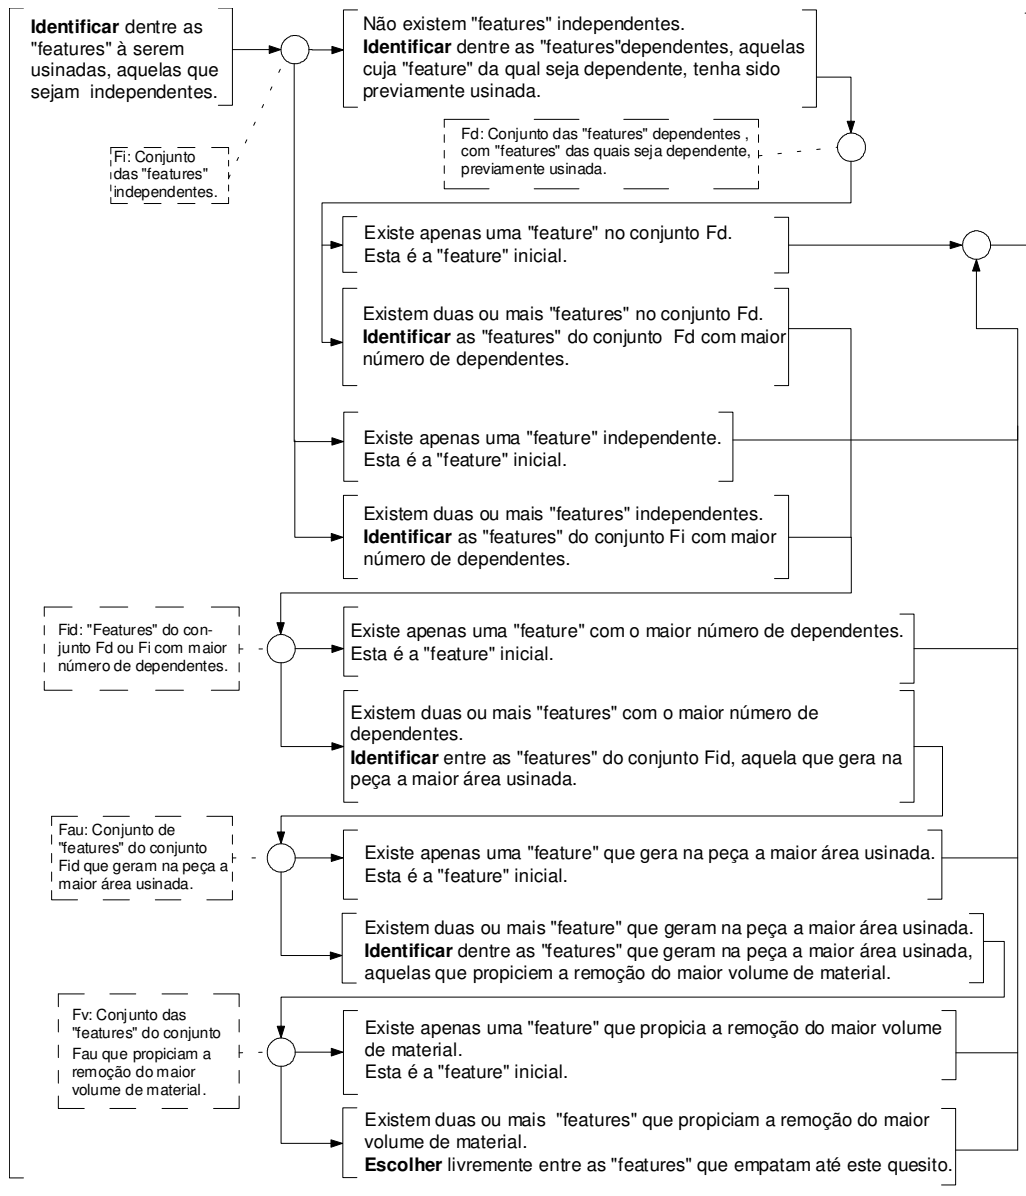 Identificar dentre as
"features" à serem
usinadas, aquelas que
sejam independentes.
Não existem "features" independentes.
Identificar dentre as "features"dependentes, aquelas
cuja "feature" da qual seja dependente, tenha sido
previamente usinada.
Fi: Conjunto
das "features"
independentes.
Fd: Conjunto das "features" dependentes ,
com "features" das quais seja dependente,
previamente usinada.
Existe apenas uma "feature" no conjunto Fd.
Esta é a "feature" inicial.
Existem duas ou mais "features" no conjunto Fd.
Identificar as "features" do conjunto Fd com maior
número de dependentes.
Existe apenas uma "feature" independente.
Esta é a "feature" inicial.
Existem duas ou mais "features" independentes.
Identificar as "features" do conjunto Fi com maior
número de dependentes.
Fid: "Features" do con-
junto Fd ou Fi com maior
número de dependentes.
Existe apenas uma "feature" com o maior número de dependentes.
Esta é a "feature" inicial.
Existem duas ou mais "features" com o maior número de
dependentes.
Identificar entre as "features" do conjunto Fid, aquela que gera na
peça a maior área usinada.
Fau: Conjunto de
"features" do conjunto
Fid que geram na peça a
maior área usinada.
Existe apenas uma "feature" que gera na peça a maior área usinada.
Esta é a "feature" inicial.
Existem duas ou mais "feature" que geram na peça a maior área usinada.
Identificar dentre as "features" que geram na peça a maior área usinada,
aquelas que propiciem a remoção do maior volume de material.
Fv: Conjunto das
"features" do conjunto
Fau que propiciam a
remoção do maior
volume de material.
Existe apenas uma "feature" que propicia a remoção do maior volume
de material.
Esta é a "feature" inicial.
Existem duas ou mais "features" que propiciam a remoção do maior
volume de material.
Escolher livremente entre as "features" que empatam até este quesito.